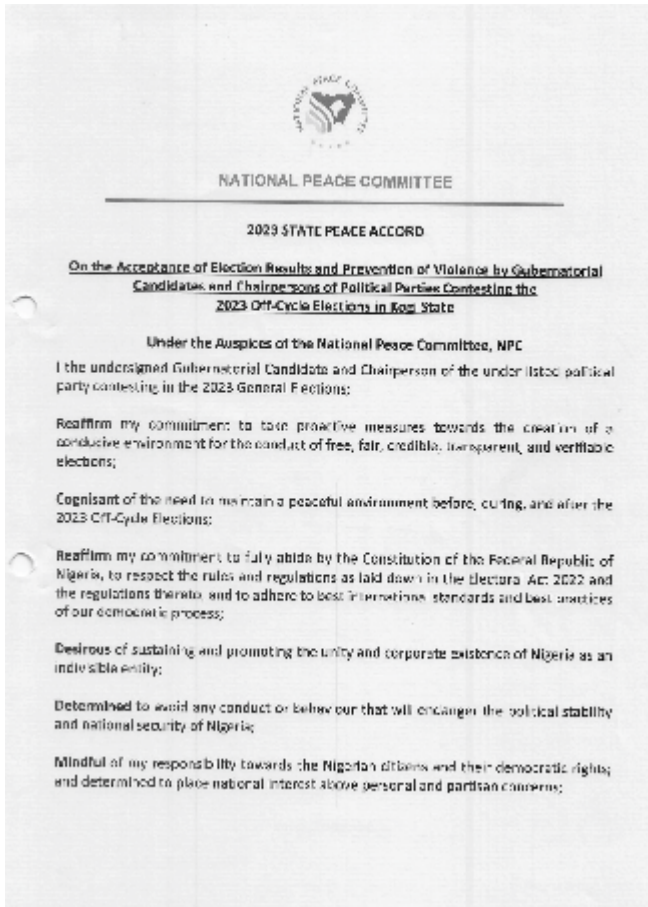 NATIONAL PEACE COMMITTEE
NATIONAL PEACE COMMITTEE
2023 STATE PEACE ACCORD
On the Acceptance of Election Results and Prevention of Violence by Gubernatorial
Candidates and Chairpersons of Political Parties Contesting the
2023 Off-Cycle Elections in Kogi State
Under the Auspices of the National Peace Committee, NPC
I the undersigned Gubernatorial Candidate and Chairperson of the under listed political
party contesting in the 2023 General Elections;
Reaffirm my commitment to take proactive measures towards the creation of a
conducive environment for the conduct of free, fair, credible, transparent, and verifiable
elections;
Cognisant of the need to maintain a peaceful environment before, during, and after the
2023 Off-Cycle Elections;
Reaffirm my commitment to fully abide by the Constitution of the Federal Republic of
Nigeria, to respect the rules and regulations as laid down in the Electoral Act 2022 and
the regulations thereto, and to adhere to best international standards and best practices
of our democratic process;
Desirous of sustaining and promoting the unity and corporate existence of Nigeria as an
indivisible entity;
Determined to avoid any conduct or behaviour that will endanger the political stability
and national security of Nigeria;
Mindful of my responsibility towards the Nigerian citizens and their democratic rights;
and determined to place national interest above personal and partisan concerns;